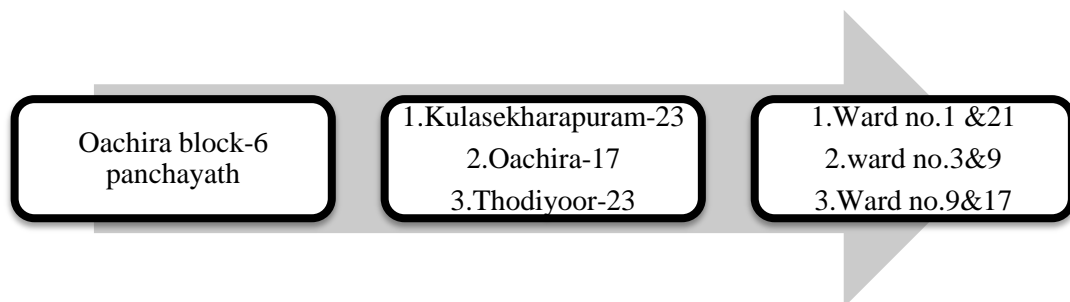 Oachira block-6
panchayath
1.Kulasekharapuram-23
2.Oachira-17
3.Thodiyoor-23
1.Ward no.1 &21
2.ward no.3&9
3.Ward no.9&17